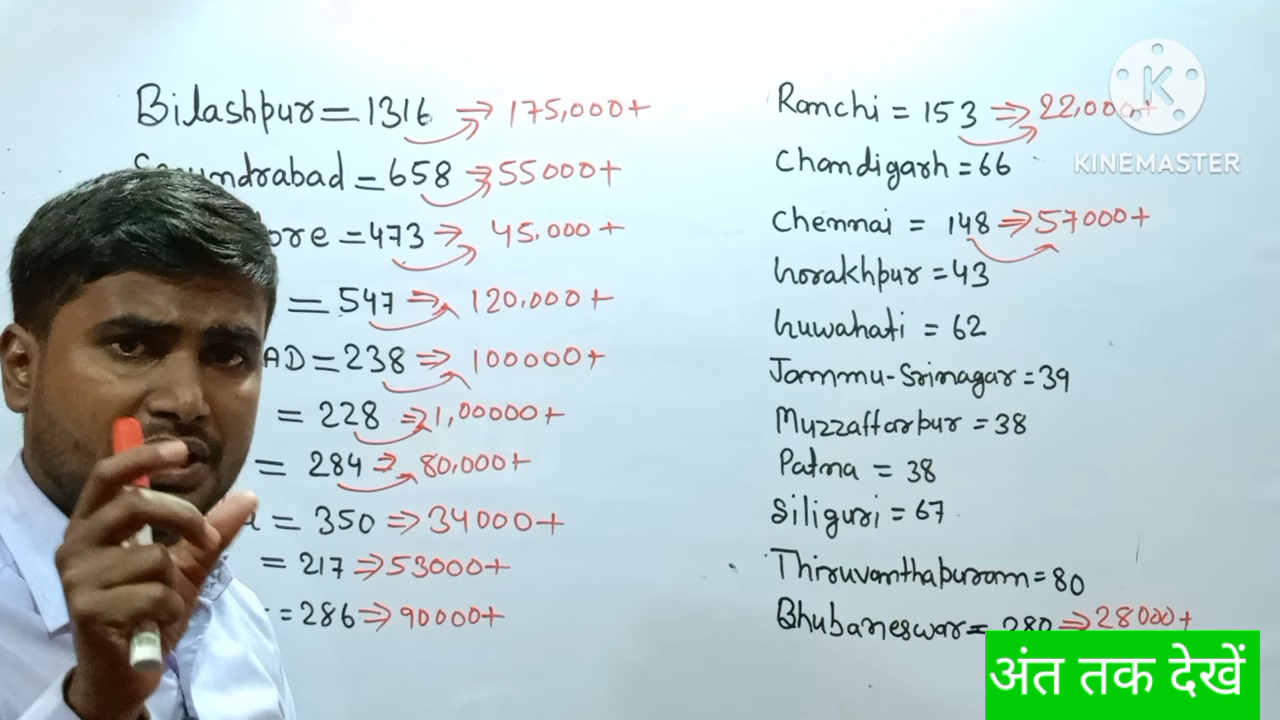 Bilashpur = 1316 ⇒ 175,000+
658 ⇒ 55000+
ore = 473 ⇒ 45.000+
= 547 ⇒ 120,000+
AD = 238 ⇒ 100000+
= 228 ⇒ 1,00000+
= 284 ⇒ 80,000+
= 350 ⇒ 34000+
= 217 ⇒ 53000+
= 286 ⇒ 90000+
Ranchi = 153 ⇒ 22,000+
Chandigarh = 66
Chennai = 148 ⇒ 57000+
Gorakhpur = 43
Guwahati = 62
Jammu-Srinagar = 39
Muzzaffarpur = 38
Patna = 38
Siliguri = 67
Thiruvanthapuram = 80
Bhubaneswar = 280 ⇒ 28000+
K
KINEMASTER
अंत तक देखें